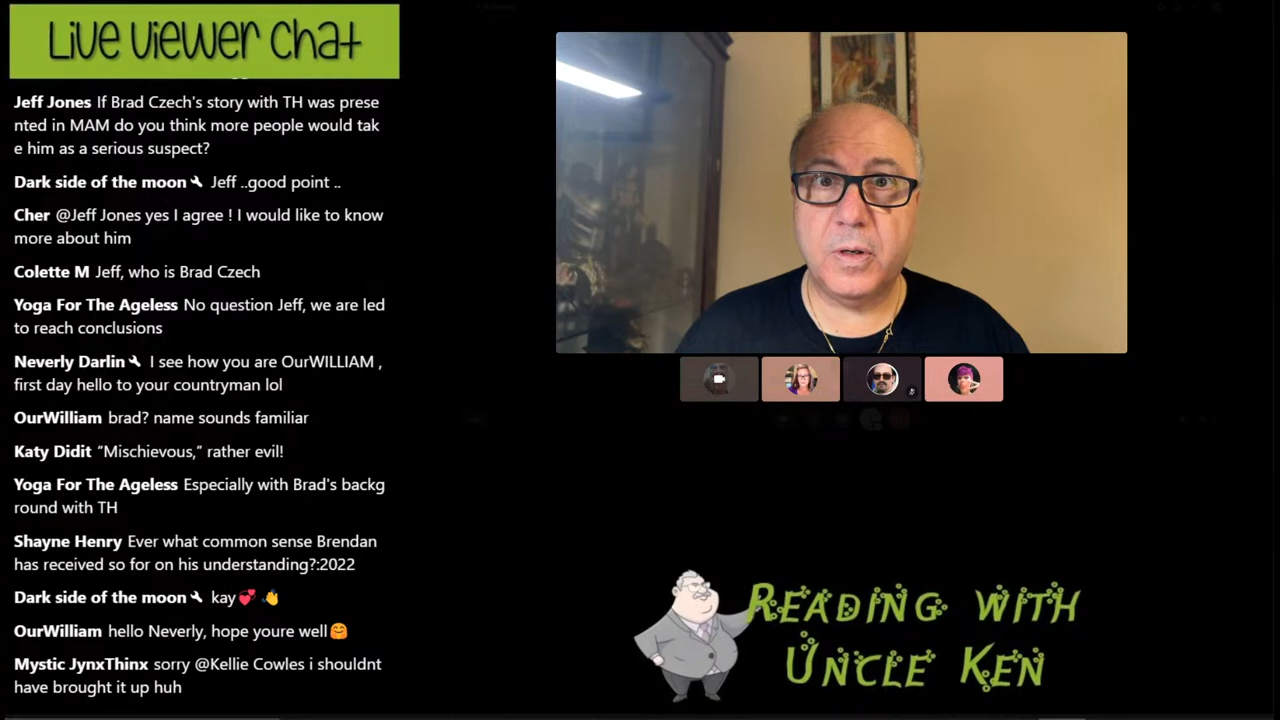 Live Viewer Chat
Jeff Jones If Brad Czech's story with TH was prese
nted in MAM do you think more people would tak
e him as a serious suspect?
Dark side of the moon Jeff ..good point ..
Cher @Jeff Jones yes I agree ! I would like to know
more about him
Colette M Jeff, who is Brad Czech
Yoga For The Ageless No question Jeff, we are led
to reach conclusions
Neverly Darlin I see how you are OurWILLIAM ,
first day hello to your countryman lol
OurWilliam brad? name sounds familiar
Katy Didit “Mischievous,” rather evil!
Yoga For The Ageless Especially with Brad's backg
round with TH
Shayne Henry Ever what common sense Brendan
has received so for on his understanding?:2022
Dark side of the moon kay💞 👋
OurWilliam hello Neverly, hope youre well🤗
Mystic JynxThinx sorry @Kellie Cowles i shouldnt
have brought it up huh
Reading with
Uncle Ken